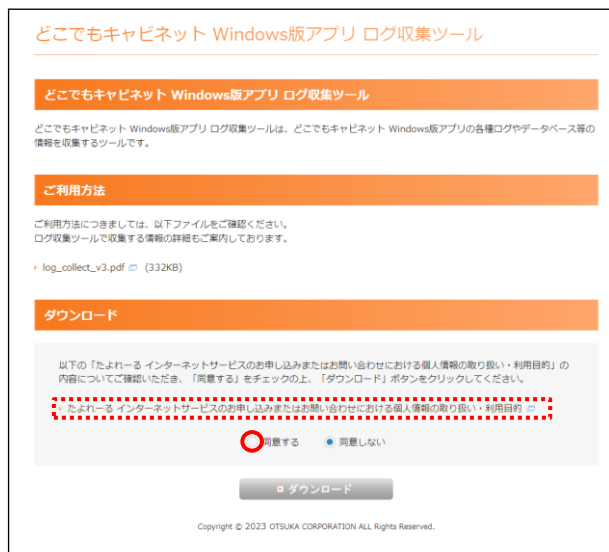 どこでもキャビネット Windows版アプリ ログ収集ツール
どこでもキャビネット Windows版アプリ ログ収集ツール
どこでもキャビネット Windows版アプリ ログ収集ツールは、どこでもキャビネット Windows版アプリの各種ログやデータベース等の
情報を収集するツールです。
ご利用方法
ご利用方法につきましては、以下ファイルをご確認ください。
ログ収集ツールで収集する情報の詳細もご案内しております。
log_collect_v3.pdf (332KB)
ダウンロード
以下の「たよれーる インターネットサービスのお申し込みまたはお問い合わせにおける個人情報の取り扱い・利用目的」の
内容についてご確認いただき、「同意する」をチェックの上、「ダウンロード」ボタンをクリックしてください。
たよれーる インターネットサービスのお申し込みまたはお問い合わせにおける個人情報の取り扱い・利用目的
同意する 同意しない
ダウンロード
Copyright © 2023 OTSUKA CORPORATION ALL Rights Reserved.